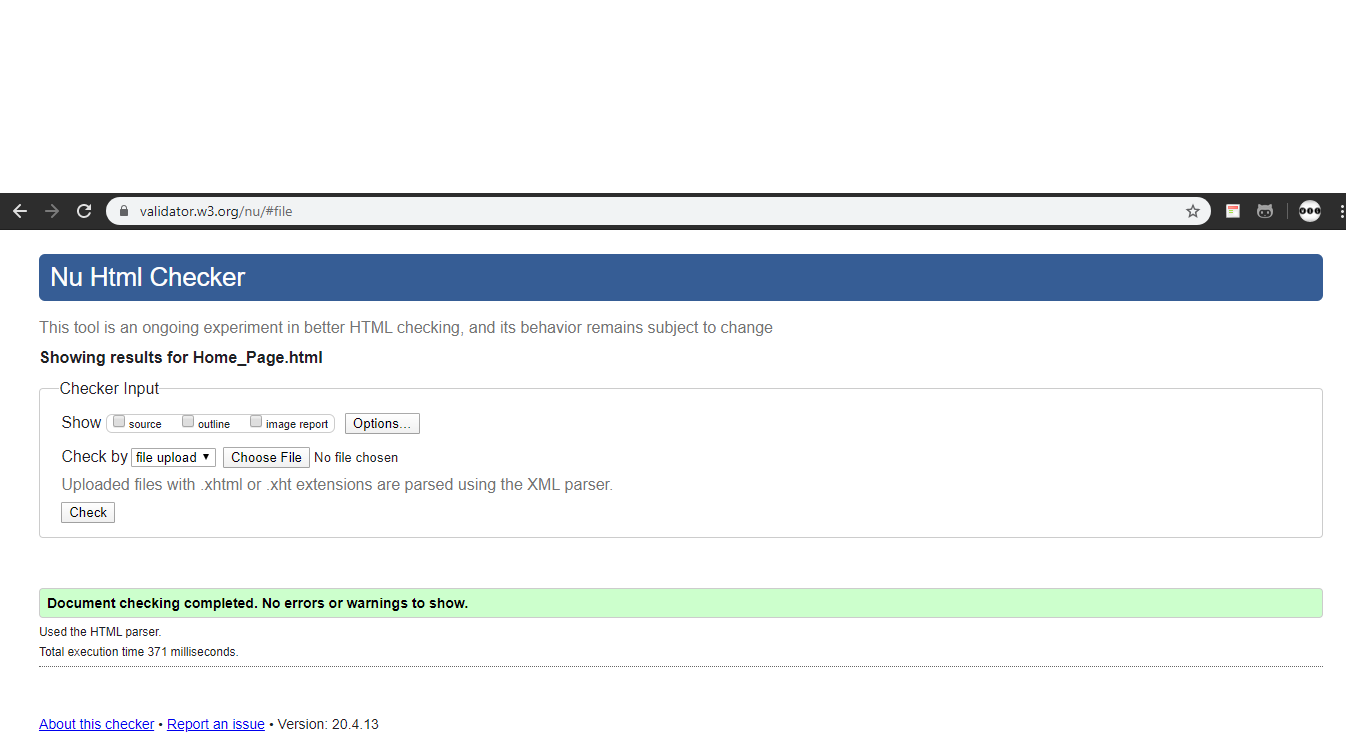 validator.w3.org/nu/#file
Nu Html Checker
This tool is an ongoing experiment in better HTML checking, and its behavior remains subject to change
Showing results for Home_Page.html
Checker Input
Show source outline image report Options...
Check by file upload Choose File No file chosen
Uploaded files with .xhtml or .xht extensions are parsed using the XML parser.
Check
Document checking completed. No errors or warnings to show.
Used the HTML parser.
Total execution time 371 milliseconds.
About this checker • Report an issue • Version: 20.4.13